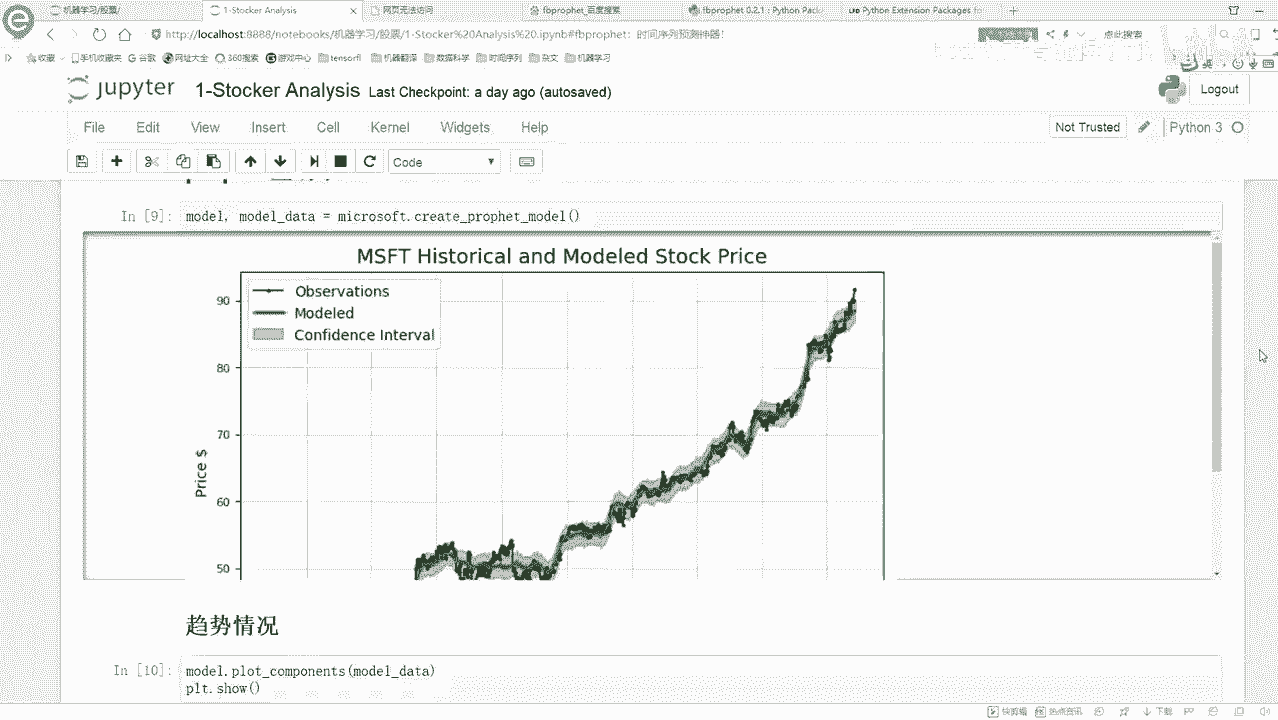 机器学习/股票/
1-Stocker Analysis
网页无法访问
fbprophet_百度搜索
fbprophet 0.2.1 : Python Pack
LFD Python Extension Packages fo
http://localhost:8888/notebooks/机器学习/股票/1-Stocker%20Analysis%20.ipynb#fbprophet：时间序列预测神器！
点此搜索
收藏 手机收藏夹 谷歌 网址大全 360搜索 游戏中心 机器翻译 数据科学 时间序列 杂文 机器学习
jupyter 1-Stocker Analysis Last Checkpoint: a day ago (autosaved)
Logout
File Edit View Insert Cell Kernel Widgets Help
Not Trusted
Python 3
Code
In [9]: model, model_data = microsoft.create_prophet_model()
MSFT Historical and Modeled Stock Price
Observations
Modeled
Confidence Interval
90
80
70
60
50
Price $
趋势情况
In [10]: model.plot_components(model_data)
plt.show()
快剪辑 热点资讯 下载